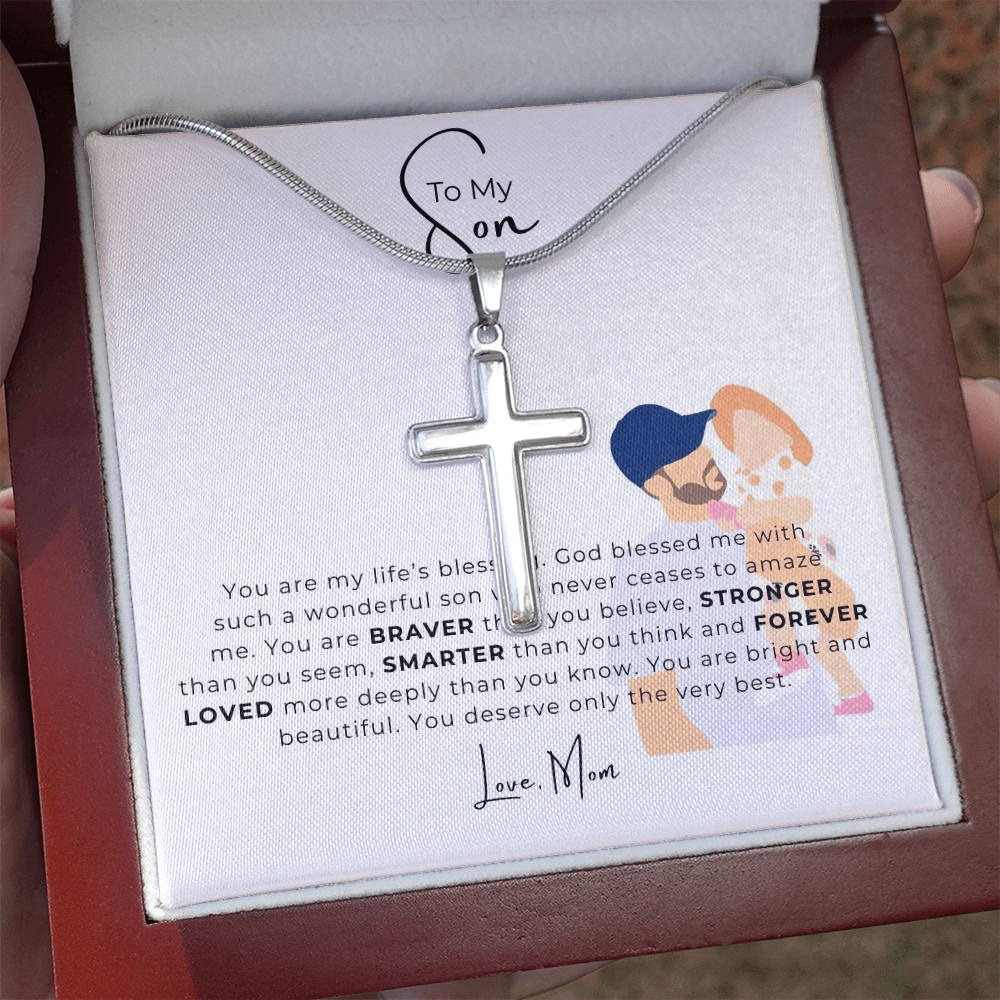 To My
Son
You are my life's God blessed me with
such a wonderful son never ceases to amaze
me. You are BRAVER you believe, STRONGER
than you seem, SMARTER than you think and FOREVER
LOVED more deeply than you know. You are bright and
beautiful. You deserve only the very best.
Love, Mom